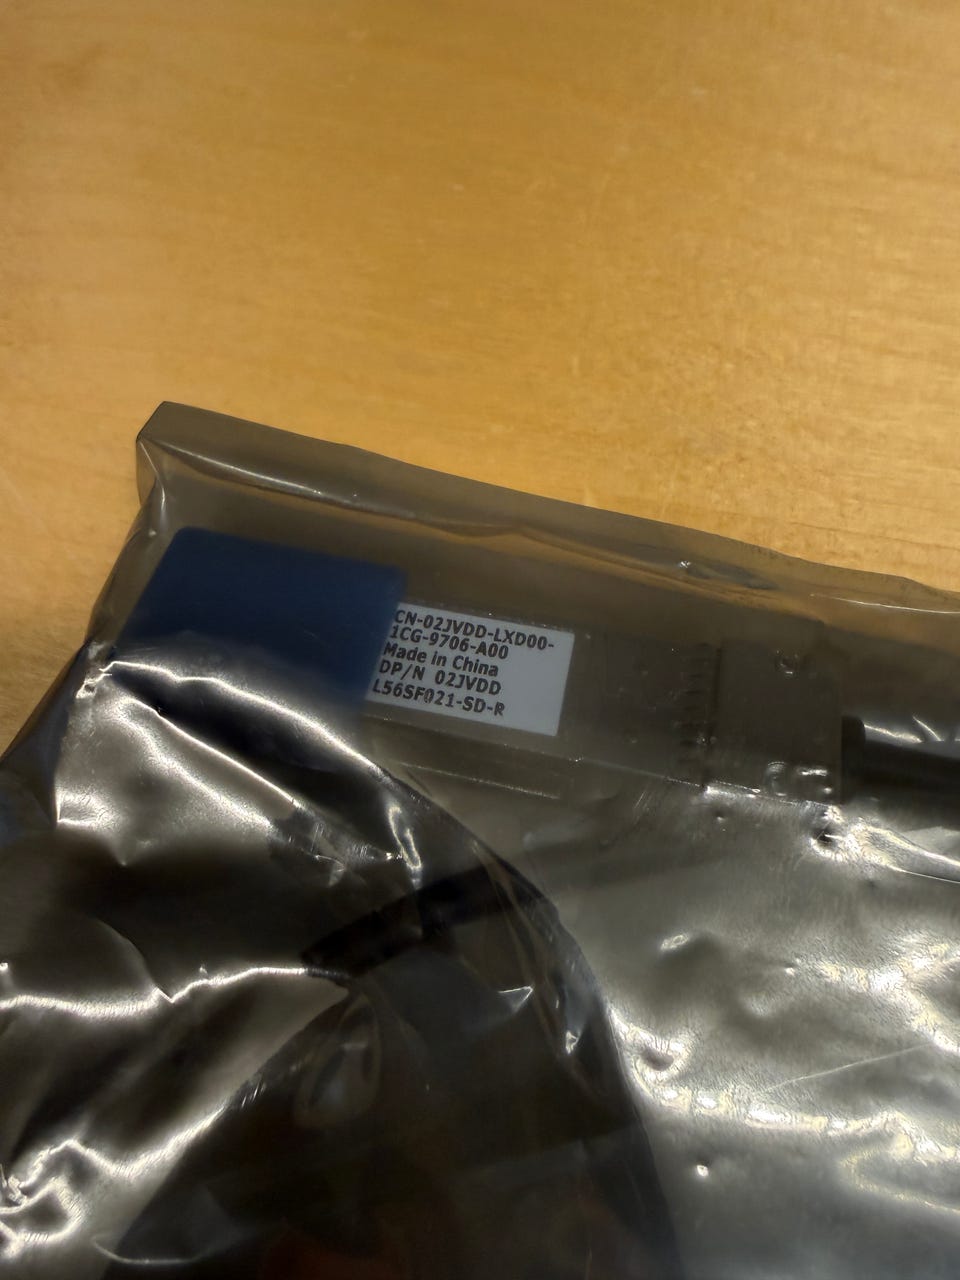 CN-02JVDD-LXD00-
1CG-9706-A00
Made in China
DP/N 02JVDD
L56SF021-SD-R